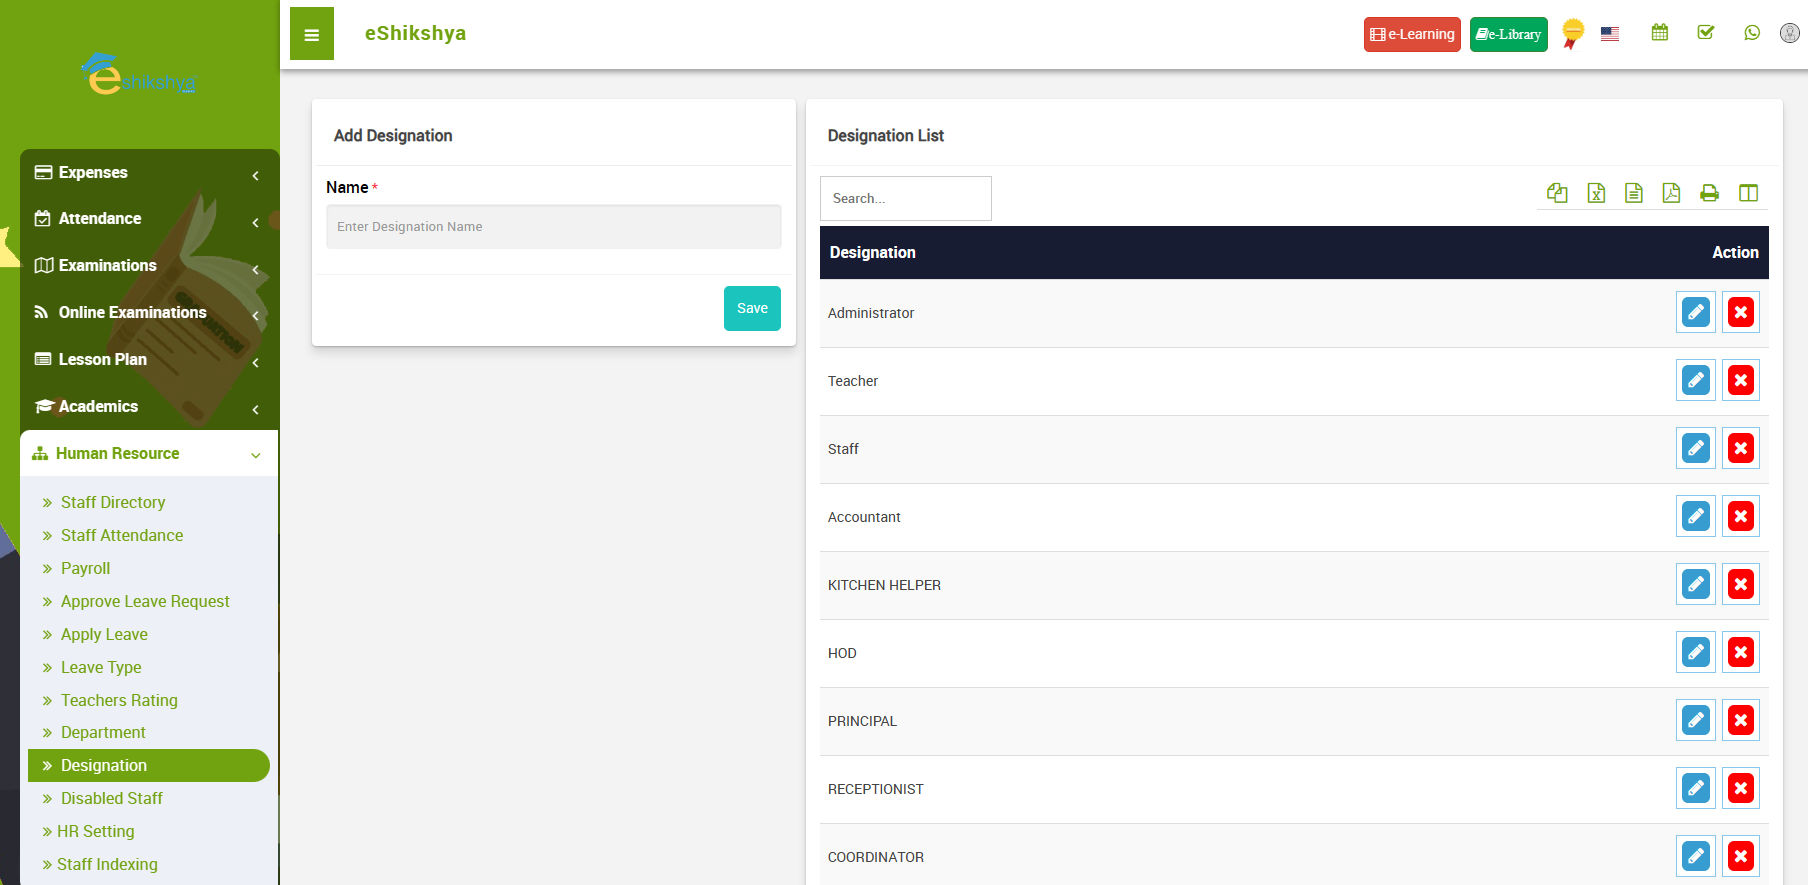 eshikshya
eShikshya
e-Learning
e-Library
Expenses
Attendance
Examinations
Online Examinations
Lesson Plan
Academics
Human Resource
Staff Directory
Staff Attendance
Payroll
Approve Leave Request
Apply Leave
Leave Type
Teachers Rating
Department
Designation
Disabled Staff
HR Setting
Staff Indexing
Add Designation
Name *
Enter Designation Name
Save
Designation List
Search...
Designation Action
Administrator
Teacher
Staff
Accountant
KITCHEN HELPER
HOD
PRINCIPAL
RECEPTIONIST
COORDINATOR